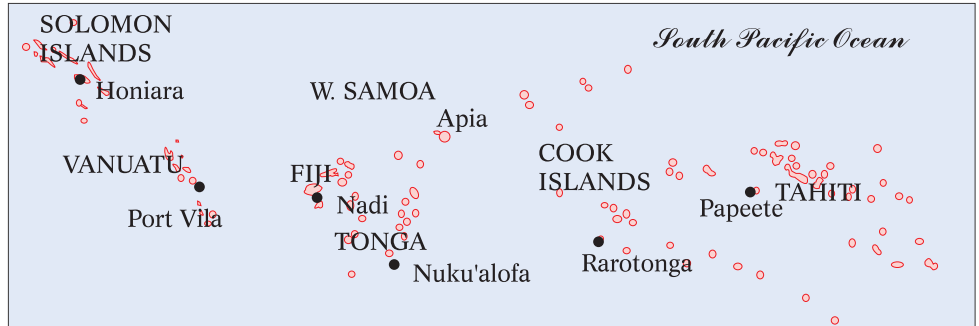 SOLOMON
ISLANDS
South Pacific Ocean
Honiara
W. SAMOA
Apia
VANUATU
FIJI
COOK
ISLANDS
TAHITI
Port Vila
Nadi
Papeete
TONGA
Nuku'alofa
Rarotonga